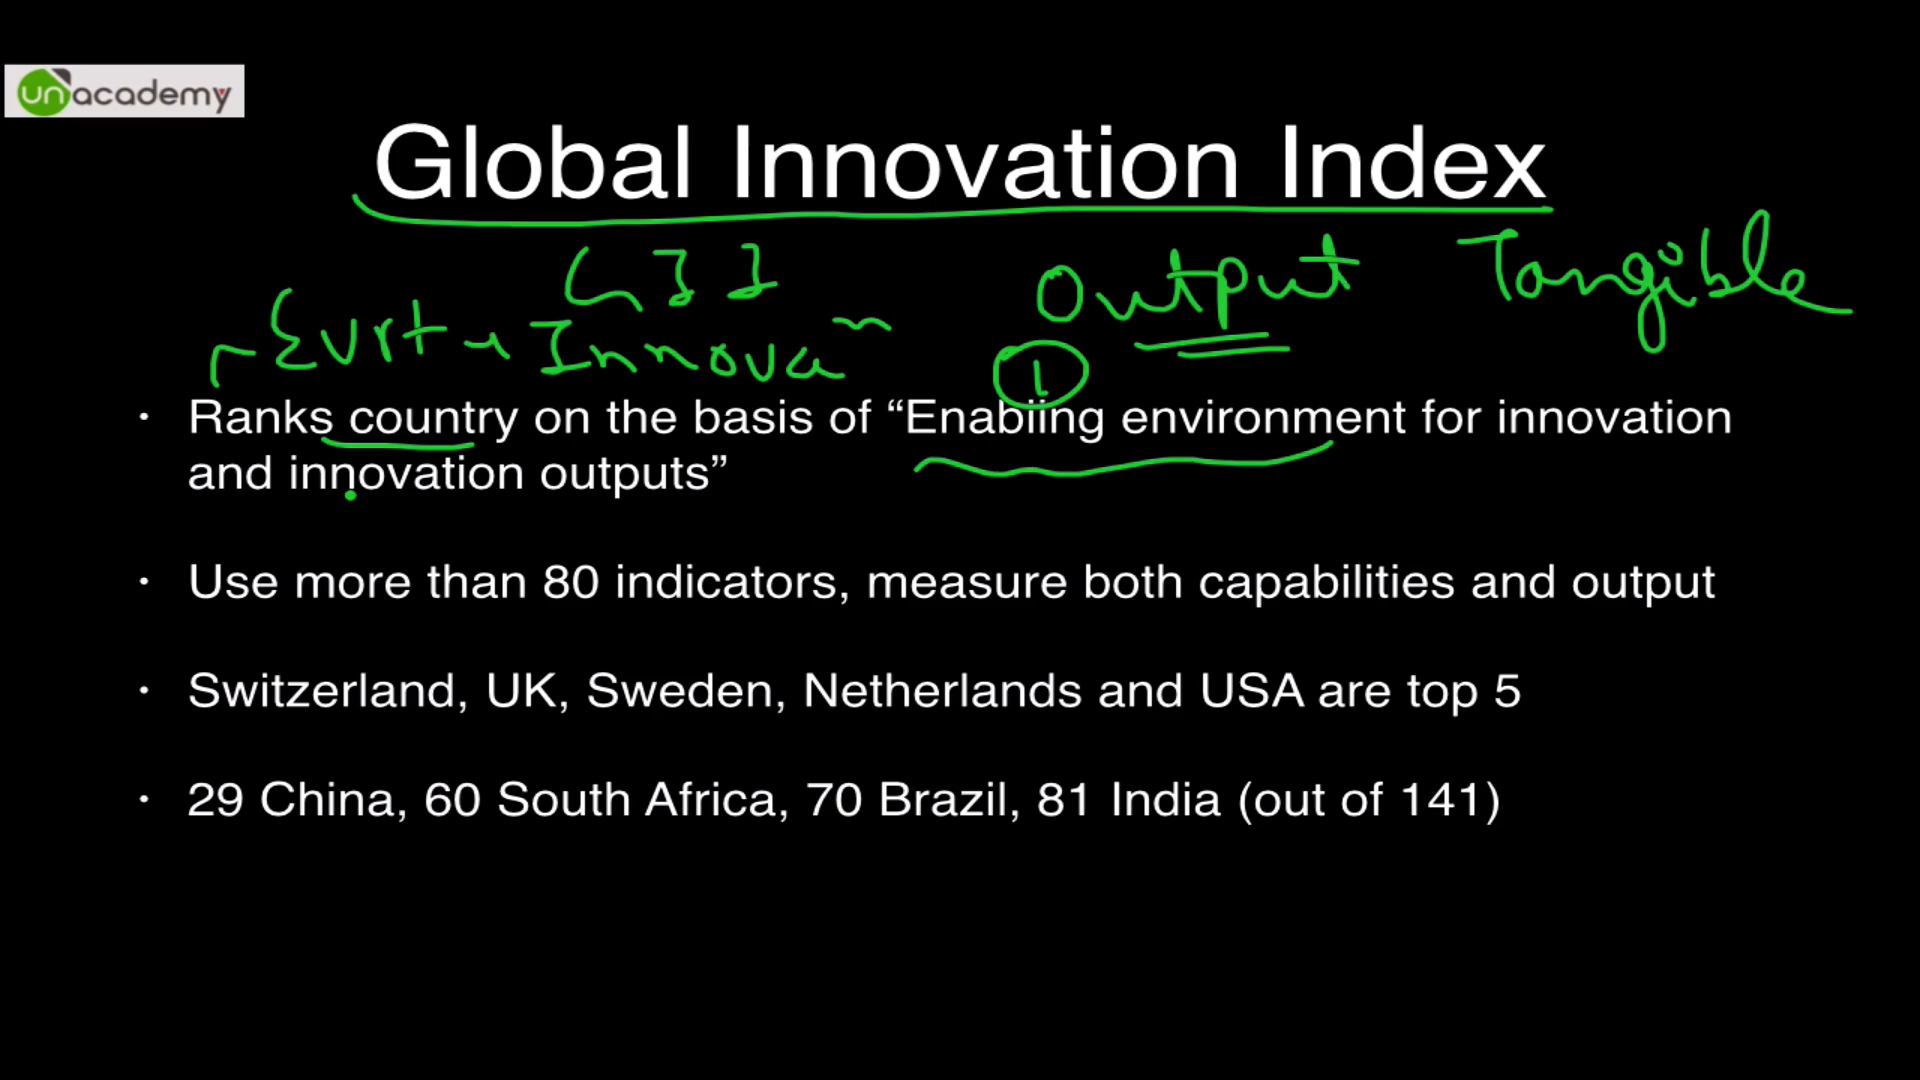 unacademy
Global Innovation Index
GII Output Tangible
Innova
1
• Ranks country on the basis of “Enabling environment for innovation
and innovation outputs”
• Use more than 80 indicators, measure both capabilities and output
• Switzerland, UK, Sweden, Netherlands and USA are top 5
• 29 China, 60 South Africa, 70 Brazil, 81 India (out of 141)